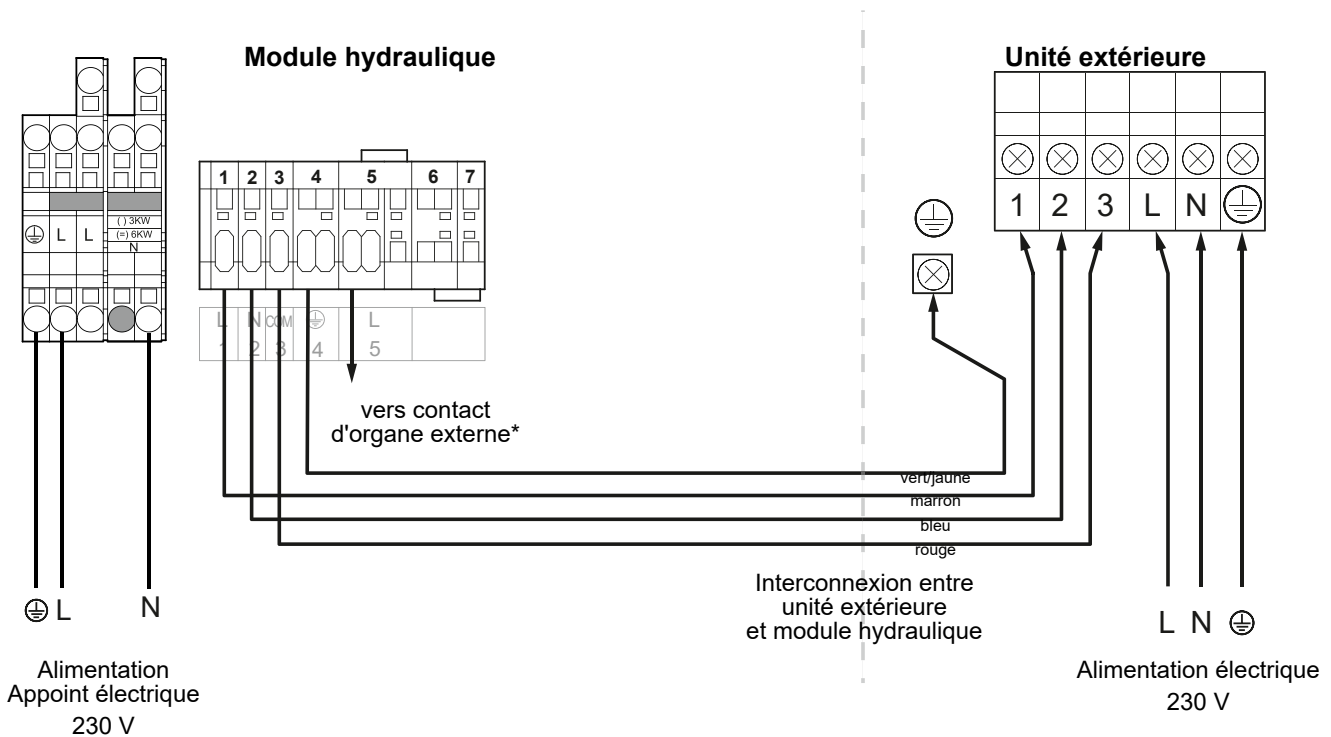 Module hydraulique
Unité extérieure
1 2 3 4 5 6 7
1 2 3 L N
L L
( ) 3KW
(=) 6KW
N
L N COM L
1 2 3 4 5
vers contact
d'organe externe*
vert/jaune
marron
bleu
rouge
Interconnexion entre
unité extérieure
et module hydraulique
L N
Alimentation
Appoint électrique
230 V
L N
Alimentation électrique
230 V